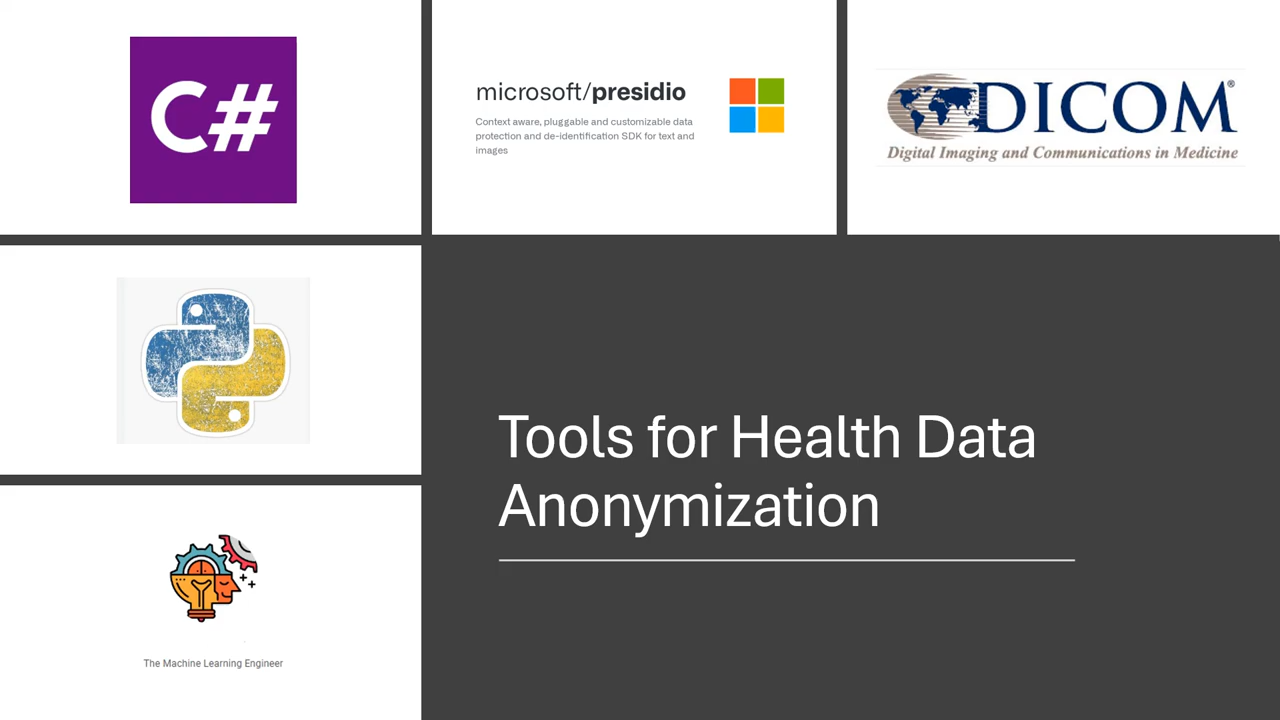 C#
microsoft/presidio
Context aware, pluggable and customizable data
protection and de-identification SDK for text and
images
DICOM®
Digital Imaging and Communications in Medicine
Tools for Health Data
Anonymization
The Machine Learning Engineer